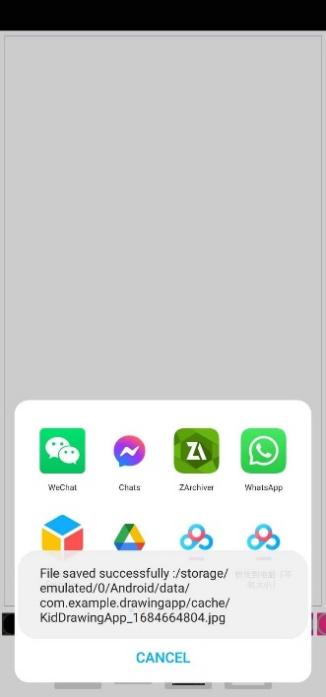 WeChat
Chats
ZArchiver
WhatsApp
File saved successfully :/storage/
emulated/0/Android/data/
com.example.drawingapp/cache/
KidDrawingApp_1684664804.jpg
CANCEL